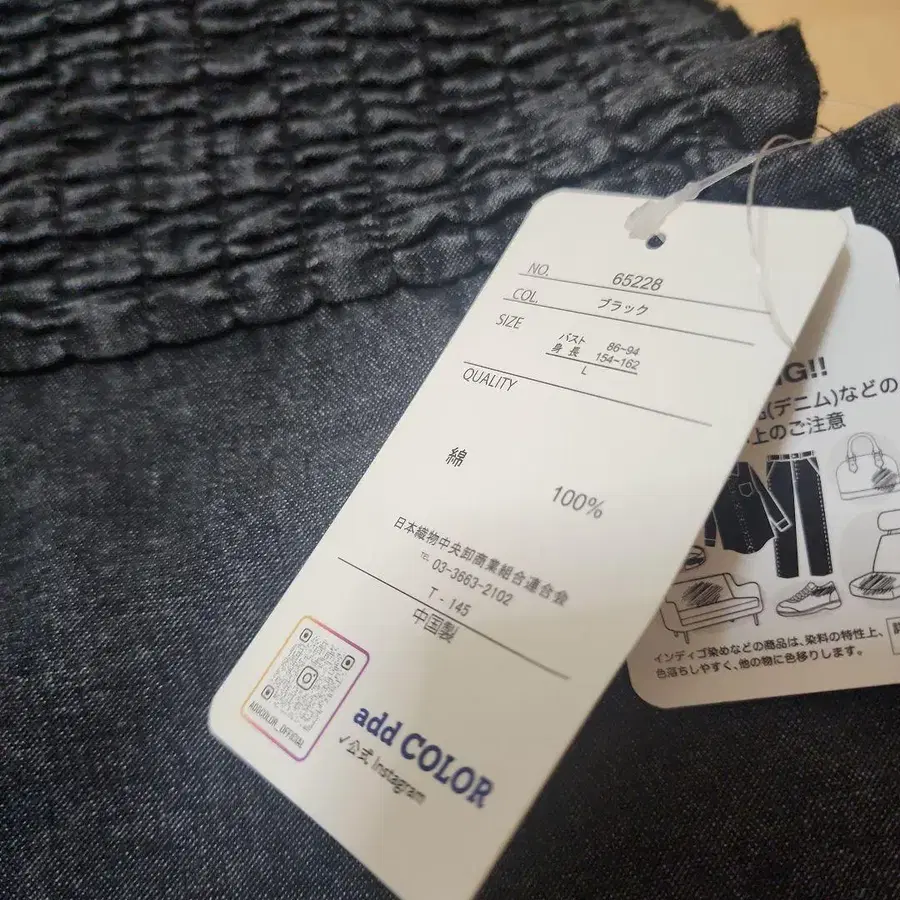 NO. 65228
COL. ブラック
SIZE
バスト 86-94
身長 154-162
L
QUALITY
綿 100%
日本織物中央卸商業組合連合会
TEL 03-3663-2102
T - 145
中国製
ADDCOLOR_OFFICIAL
add COLOR
✓公式 Instagram
NG!!
(デニム)などの
上のご注意
インディゴ染めなどの商品は、染料の特性上、
色落ちしやすく、他の物に色移りします。